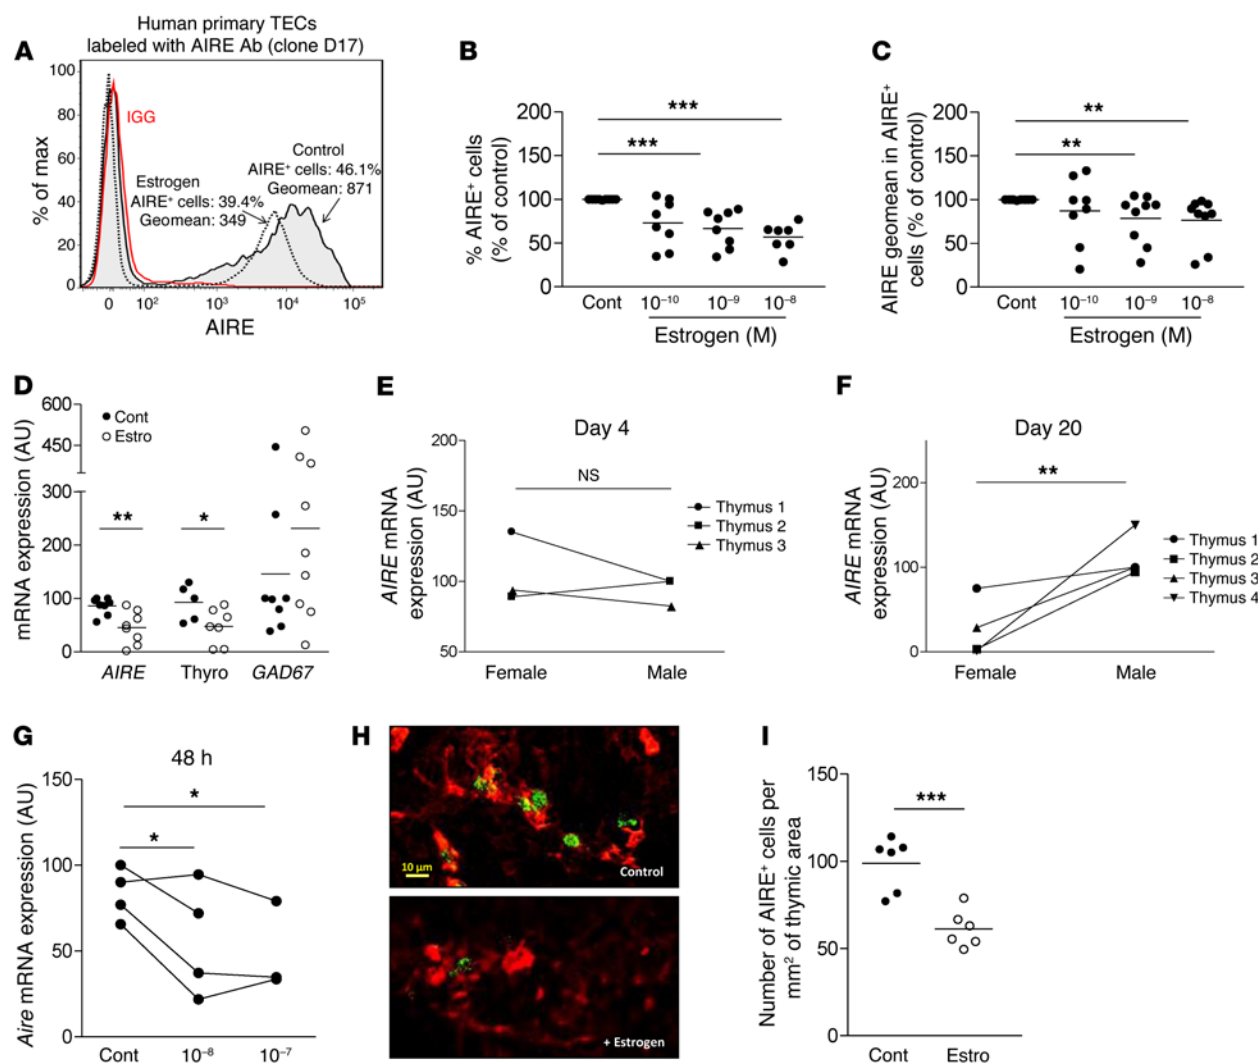 A
Human primary TECs
labeled with AIRE Ab (clone D17)
% of max
100
80
60
40
20
0
IGG
Control
AIRE⁺ cells: 46.1%
Geomean: 871
Estrogen
AIRE⁺ cells: 39.4%
Geomean: 349
0 10² 10³ 10⁴ 10⁵
AIRE
B
% AIRE⁺ cells
(% of control)
200
150
100
50
0
***
***
Cont 10⁻¹⁰ 10⁻⁹ 10⁻⁸
Estrogen (M)
C
AIRE geomean in AIRE⁺
cells (% of control)
200
150
100
50
0
**
**
Cont 10⁻¹⁰ 10⁻⁹ 10⁻⁸
Estrogen (M)
D
mRNA expression (AU)
600
450
300
200
100
0
Cont
Estro
**
*
AIRE Thyro GAD67
E
Day 4
AIRE mRNA
expression (AU)
200
150
100
50
NS
Thymus 1
Thymus 2
Thymus 3
Female Male
F
Day 20
AIRE mRNA
expression (AU)
200
100
0
**
Thymus 1
Thymus 2
Thymus 3
Thymus 4
Female Male
G
48 h
Aire mRNA expression (AU)
150
100
50
0
*
*
Cont 10⁻⁸ 10⁻⁷
H
10 µm
Control
+ Estrogen
I
Number of AIRE⁺ cells per
mm² of thymic area
150
100
50
0
***
Cont Estro